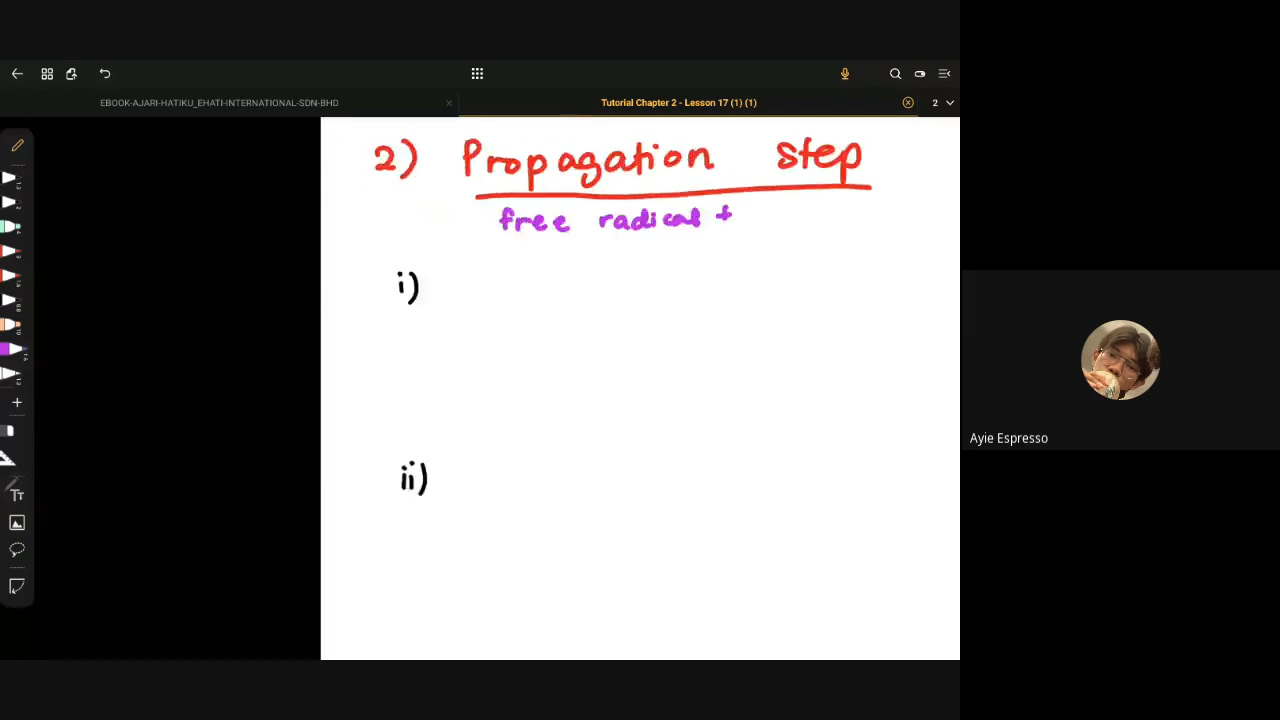 EBOOK-AJARI-HATIKU_EHATI-INTERNATIONAL-SDN-BHD
Tutorial Chapter 2 - Lesson 17 (1) (1)
2
2) Propagation step
free radical +
i)
ii)
Tт
Ayie Espresso